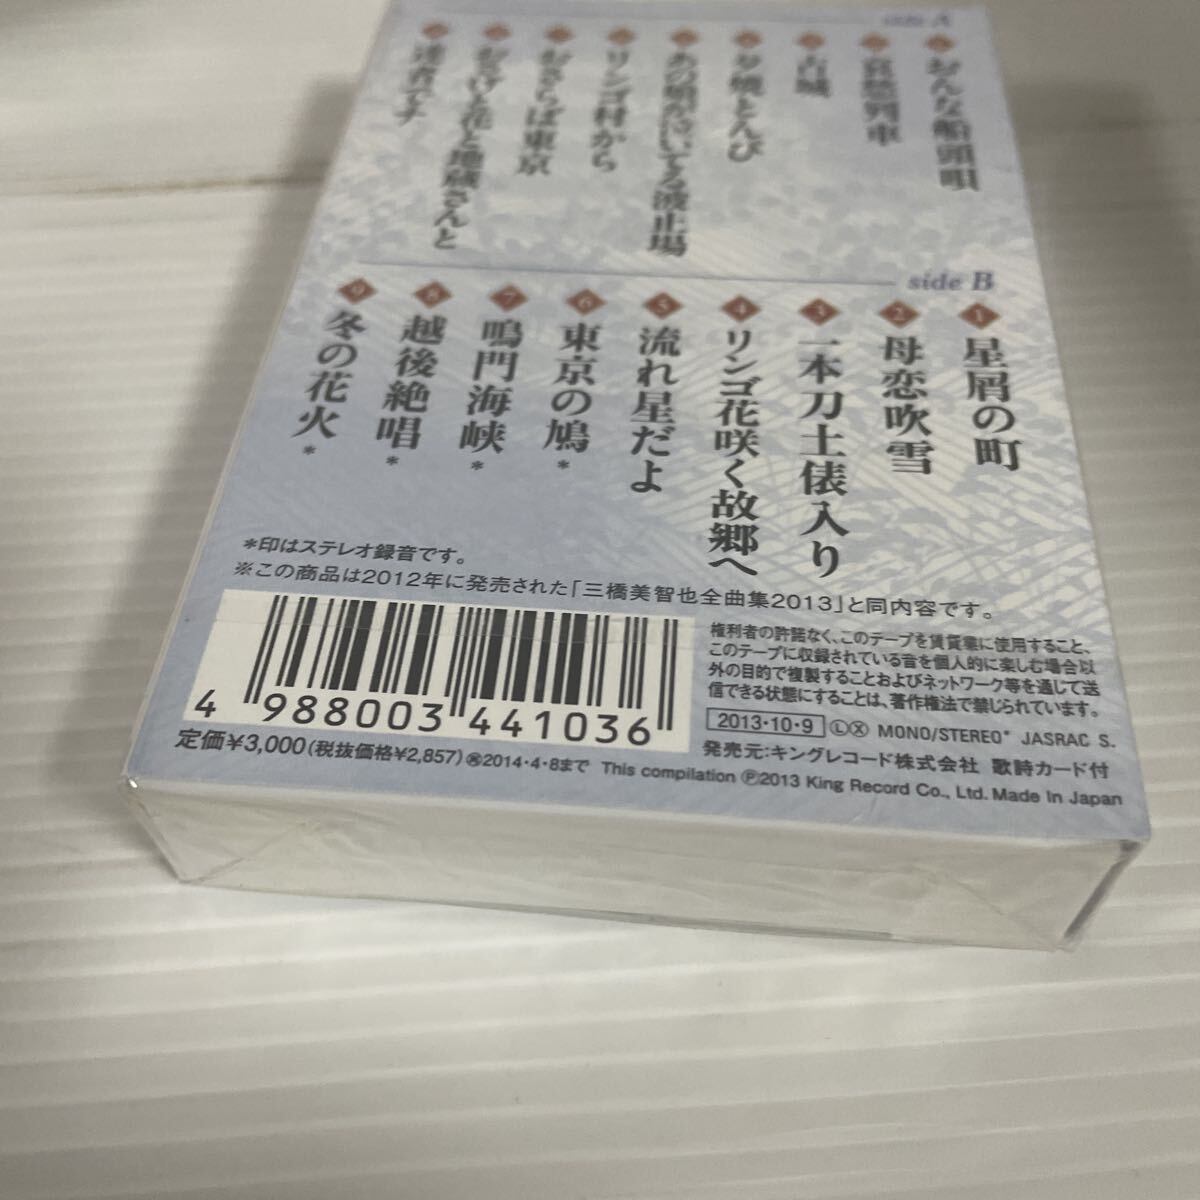 side A
おんな船頭唄
哀愁列車
古城
夕焼とんび
あの船が泣いてる波止場
リンゴ村から
おさらば東京
おさげと花と地蔵さんと
達者でナ
side B
1 星屑の町
2 母恋吹雪
3 一本刀土俵入り
4 リンゴ花咲く故郷へ
5 流れ星だよ
6 東京の鳩*
7 鳴門海峡*
8 越後絶唱*
9 冬の花火*
*印はステレオ録音です。
※この商品は2012年に発売された「三橋美智也全曲集2013」と同内容です。
4 988003 441036
定価¥3,000(税抜価格¥2,857) 2014・4・8まで
権利者の許諾なく、このテープを賃貸業に使用すること、
このテープに収録されている音を個人的に楽しむ場合以
外の目的で複製することおよびネットワーク等を通じて送
信できる状態にすることは、著作権法で禁じられています。
2013・10・9 Ⓛⓧ MONO/STEREO* JASRAC S.
発売元:キングレコード株式会社 歌詩カード付
This compilation Ⓟ2013 King Record Co., Ltd. Made In Japan